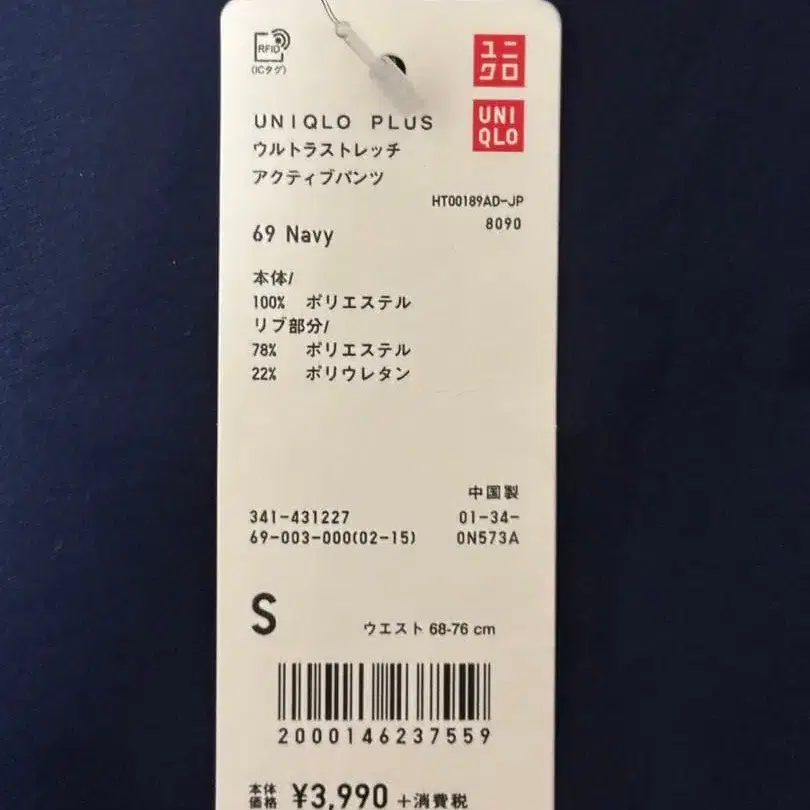 RFID
(ICタグ)
ユニ
クロ
UNI
QLO
UNIQLO PLUS
ウルトラストレッチ
アクティブパンツ
HT00189AD-JP
8090
69 Navy
本体/
100% ポリエステル
リブ部分/
78% ポリエステル
22% ポリウレタン
中国製
341-431227 01-34-
69-003-000(02-15) 0N573A
S ウエスト 68-76 cm
2000146237559
本体
価格 ¥3,990 +消費税